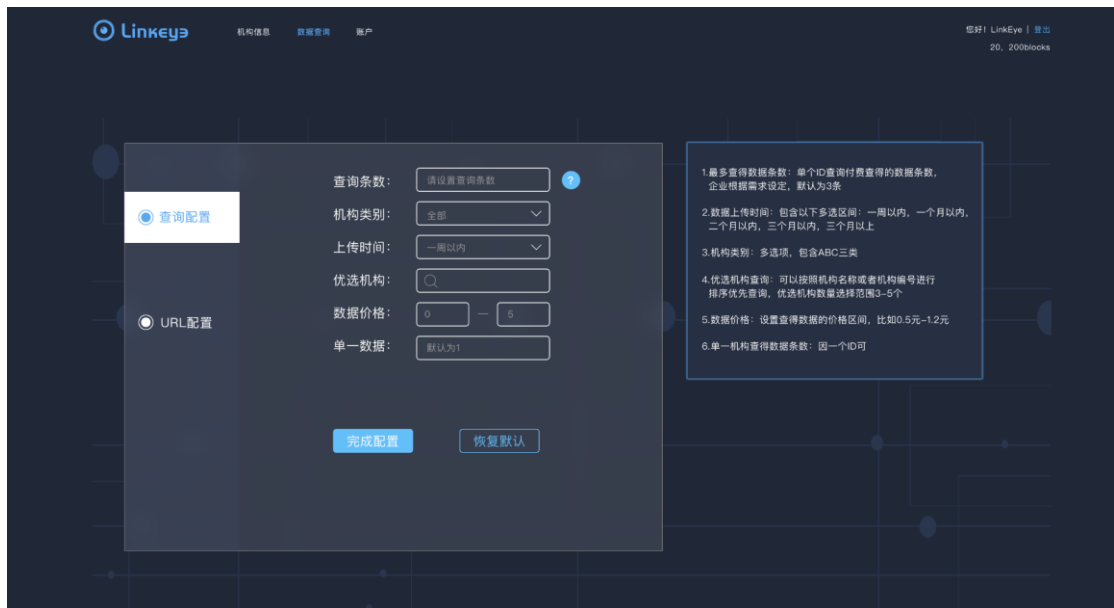 Linkeye
机构信息 数据查询 账户
您好! LinkEye | 登出
20, 200blocks
查询配置
URL配置
查询条数: 请设置查询条数 ?
机构类别: 全部
上传时间: 一周以内
优选机构:
数据价格: 0 — 5
单一数据: 默认为1
完成配置 恢复默认
1.最多查得数据条数: 单个ID查询付费查得的数据条数,
企业根据需求设定, 默认为3条
2.数据上传时间: 包含以下多选区间: 一周以内, 一个月以内,
二个月以内, 三个月以内, 三个月以上
3.机构类别: 多选项, 包含ABC三类
4.优选机构查询: 可以按照机构名称或者机构编号进行
排序优先查询, 优选机构数量选择范围3-5个
5.数据价格: 设置查得数据的价格区间, 比如0.5元-1.2元
6.单一机构查得数据条数: 因一个ID可